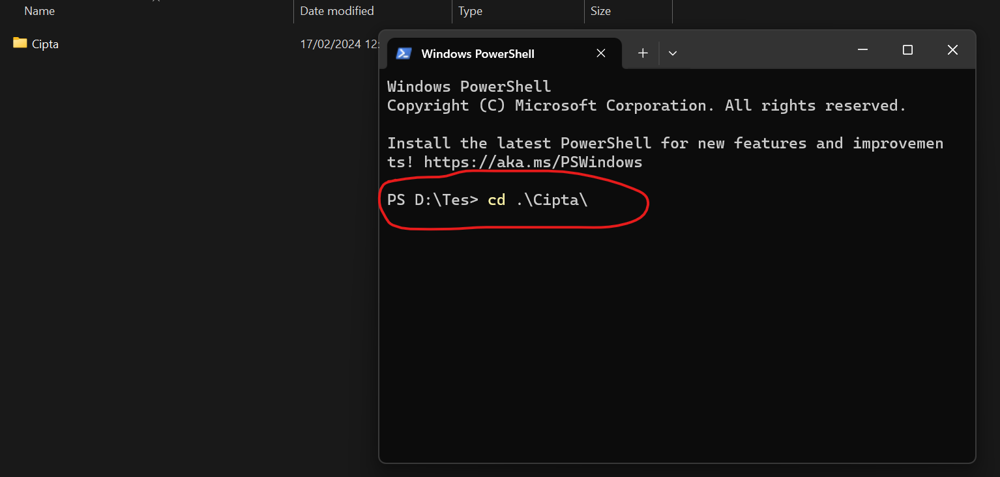 Name Date modified Type Size
Cipta 17/02/2024 12:
Windows PowerShell
Windows PowerShell
Copyright (C) Microsoft Corporation. All rights reserved.
Install the latest PowerShell for new features and improvemen
ts! https://aka.ms/PSWindows
PS D:\Tes> cd .\Cipta\